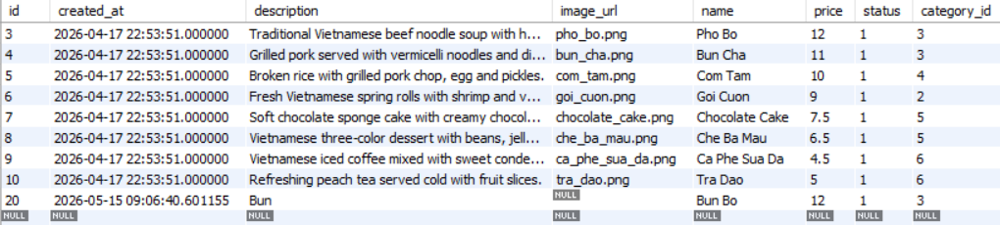 id created_at description image_url name price status category_id
3 2026-04-17 22:53:51.000000 Traditional Vietnamese beef noodle soup with h... pho_bo.png Pho Bo 12 1 3
4 2026-04-17 22:53:51.000000 Grilled pork served with vermicelli noodles and di... bun_cha.png Bun Cha 11 1 3
5 2026-04-17 22:53:51.000000 Broken rice with grilled pork chop, egg and pickles. com_tam.png Com Tam 10 1 4
6 2026-04-17 22:53:51.000000 Fresh Vietnamese spring rolls with shrimp and v... goi_cuon.png Goi Cuon 9 1 2
7 2026-04-17 22:53:51.000000 Soft chocolate sponge cake with creamy chocol... chocolate_cake.png Chocolate Cake 7.5 1 5
8 2026-04-17 22:53:51.000000 Vietnamese three-color dessert with beans, jell... che_ba_mau.png Che Ba Mau 6.5 1 5
9 2026-04-17 22:53:51.000000 Vietnamese iced coffee mixed with sweet conde... ca_phe_sua_da.png Ca Phe Sua Da 4.5 1 6
10 2026-04-17 22:53:51.000000 Refreshing peach tea served cold with fruit slices. tra_dao.png Tra Dao 5 1 6
20 2026-05-15 09:06:40.601155 Bun NULL Bun Bo 12 1 3
NULL NULL NULL NULL NULL NULL NULL NULL